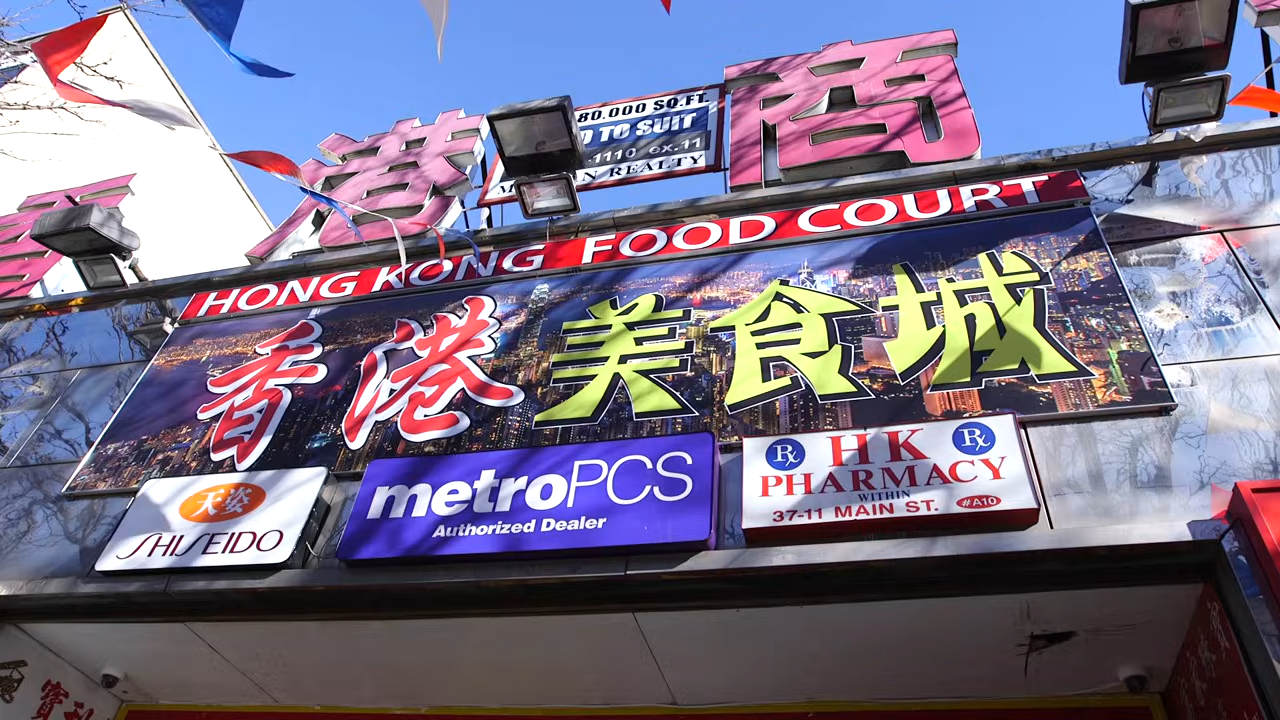 港商
80.000 SQ.FT.
TO SUIT
-1110 ex.11
REALTY
HONG KONG FOOD COURT
香港美食城
天姿
SHISEIDO
metroPCS
Authorized Dealer
Rx
HK
Rx
PHARMACY
WITHIN
37-11 MAIN ST. #A10